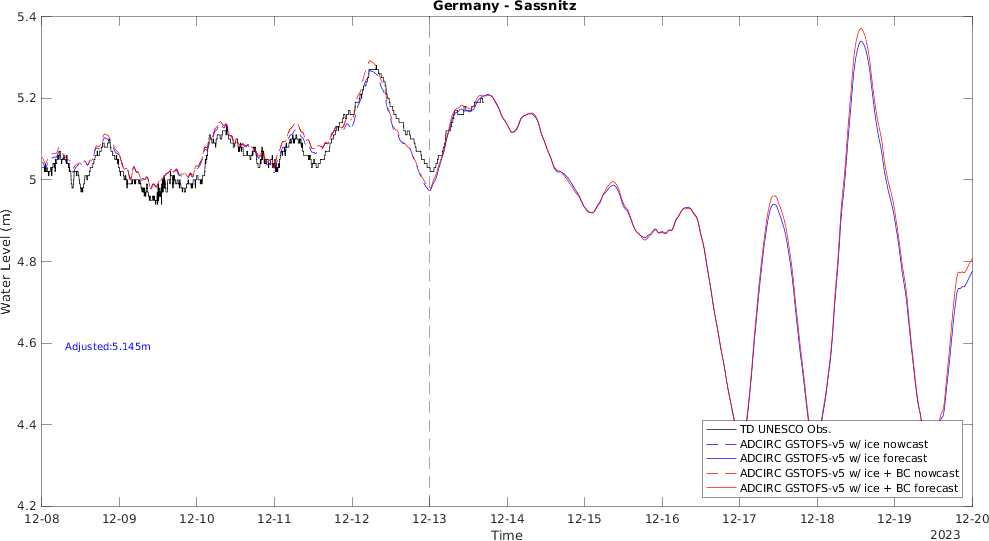 Germany - Sassnitz
5.4
5.2
5
4.8
4.6
4.4
4.2
Water Level (m)
Adjusted:5.145m
TD UNESCO Obs.
ADCIRC GSTOFS-v5 w/ ice nowcast
ADCIRC GSTOFS-v5 w/ ice forecast
ADCIRC GSTOFS-v5 w/ ice + BC nowcast
ADCIRC GSTOFS-v5 w/ ice + BC forecast
12-08 12-09 12-10 12-11 12-12 12-13 12-14 12-15 12-16 12-17 12-18 12-19 12-20
Time
2023